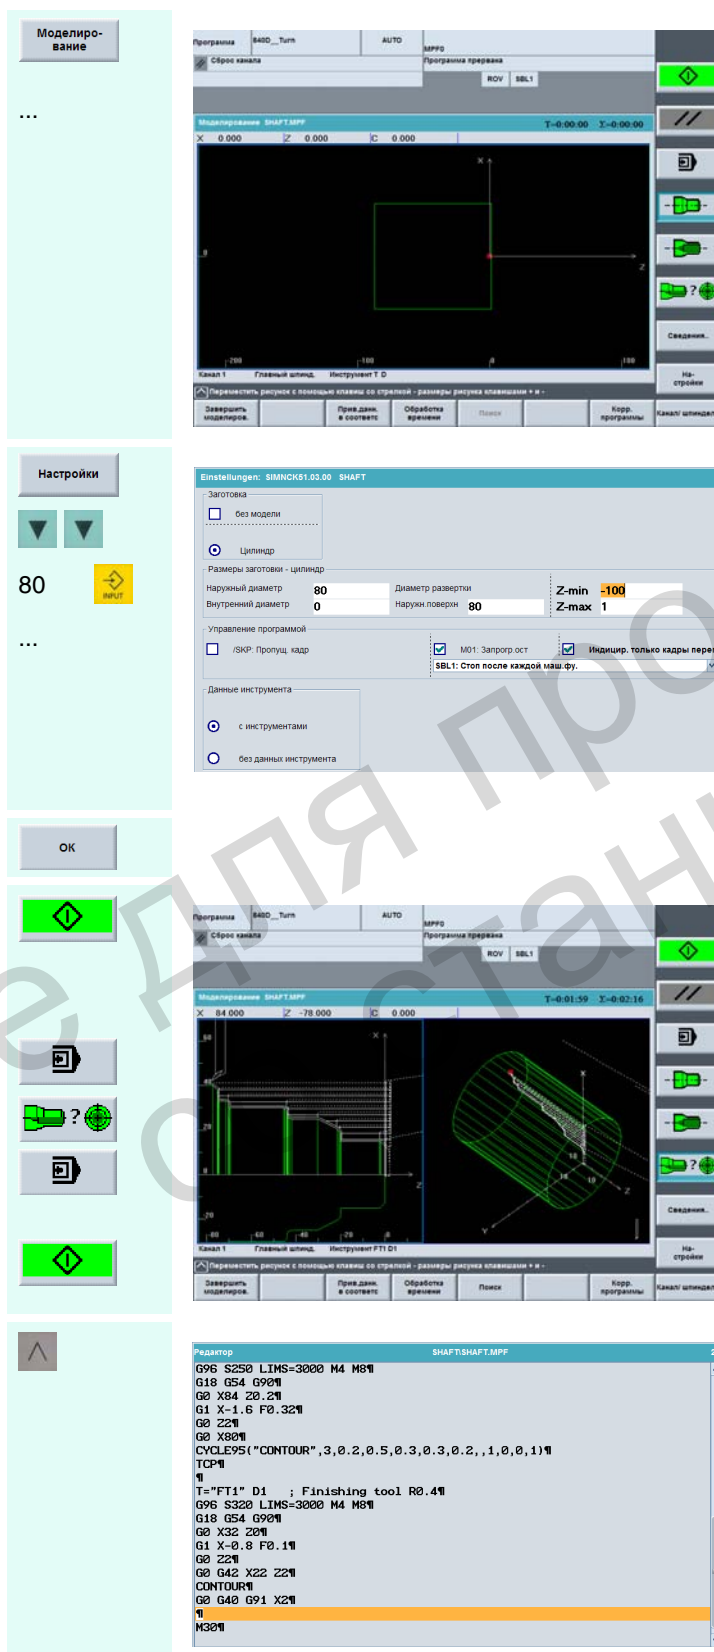 Моделиро-
вание
...
Программа 840D__Turn AUTO MPF0
Сброс канала Программа прервана
ROV SBL1
Моделирование SHAFT.MPF T=0:00:00 Σ=0:00:00
X 0.000 Z 0.000 C 0.000
X
0
Z
-200 -100 0 100
Канал 1 Главный шпинд. Инструмент T D
Переместить рисунок с помощью клавиш со стрелкой - размеры рисунка клавишами + и -
Сведения..
На-
стройки
Завершить
моделиров.
Прив.данн.
в соответс
Обработка
времени
Поиск
Корр.
программы
Канал/ шпиндел
Настройки
80 INPUT
...
Einstellungen: SIMNCK51.03.00 SHAFT
Заготовка
без модели
Цилиндр
Размеры заготовки - цилиндр
Наружный диаметр 80 Диаметр развертки Z-min -100
Внутренний диаметр 0 Наружн.поверхн 80 Z-max 1
Управление программой
/SKP: Пропущ. кадр M01: Запрогр.ост Индицир. только кадры пере
SBL1: Стоп после каждой маш.фу.
Данные инструмента
с инструментами
без данных инструмента
OK
Программа 840D__Turn AUTO MPF0
Сброс канала Программа прервана
ROV SBL1
Моделирование SHAFT.MPF T=0:01:59 Σ=0:02:16
X 84.000 Z -78.000 C 0.000
?
Канал 1 Главный шпинд. Инструмент FT1 D1
Переместить рисунок с помощью клавиш со стрелкой - размеры рисунка клавишами + и -
Сведения..
На-
стройки
Завершить
моделиров.
Прив.данн.
в соответс
Обработка
времени
Поиск
Корр.
программы
Канал/ шпиндел
Редактор SHAFT\SHAFT.MPF 2
G96 S250 LIMS=3000 M4 M8¶
G18 G54 G90¶
G0 X84 Z0.2¶
G1 X-1.6 F0.32¶
G0 Z2¶
G0 X80¶
CYCLE95("CONTOUR",3,0.2,0.5,0.3,0.3,0.2,,1,0,0,1)¶
TCP¶
¶
T="FT1" D1 ; Finishing tool R0.4¶
G96 S320 LIMS=3000 M4 M8¶
G18 G54 G90¶
G0 X32 Z0¶
G1 X-0.8 F0.1¶
G0 Z2¶
G0 G42 X22 Z2¶
CONTOUR¶
G0 G40 G91 X2¶
¶
M30¶